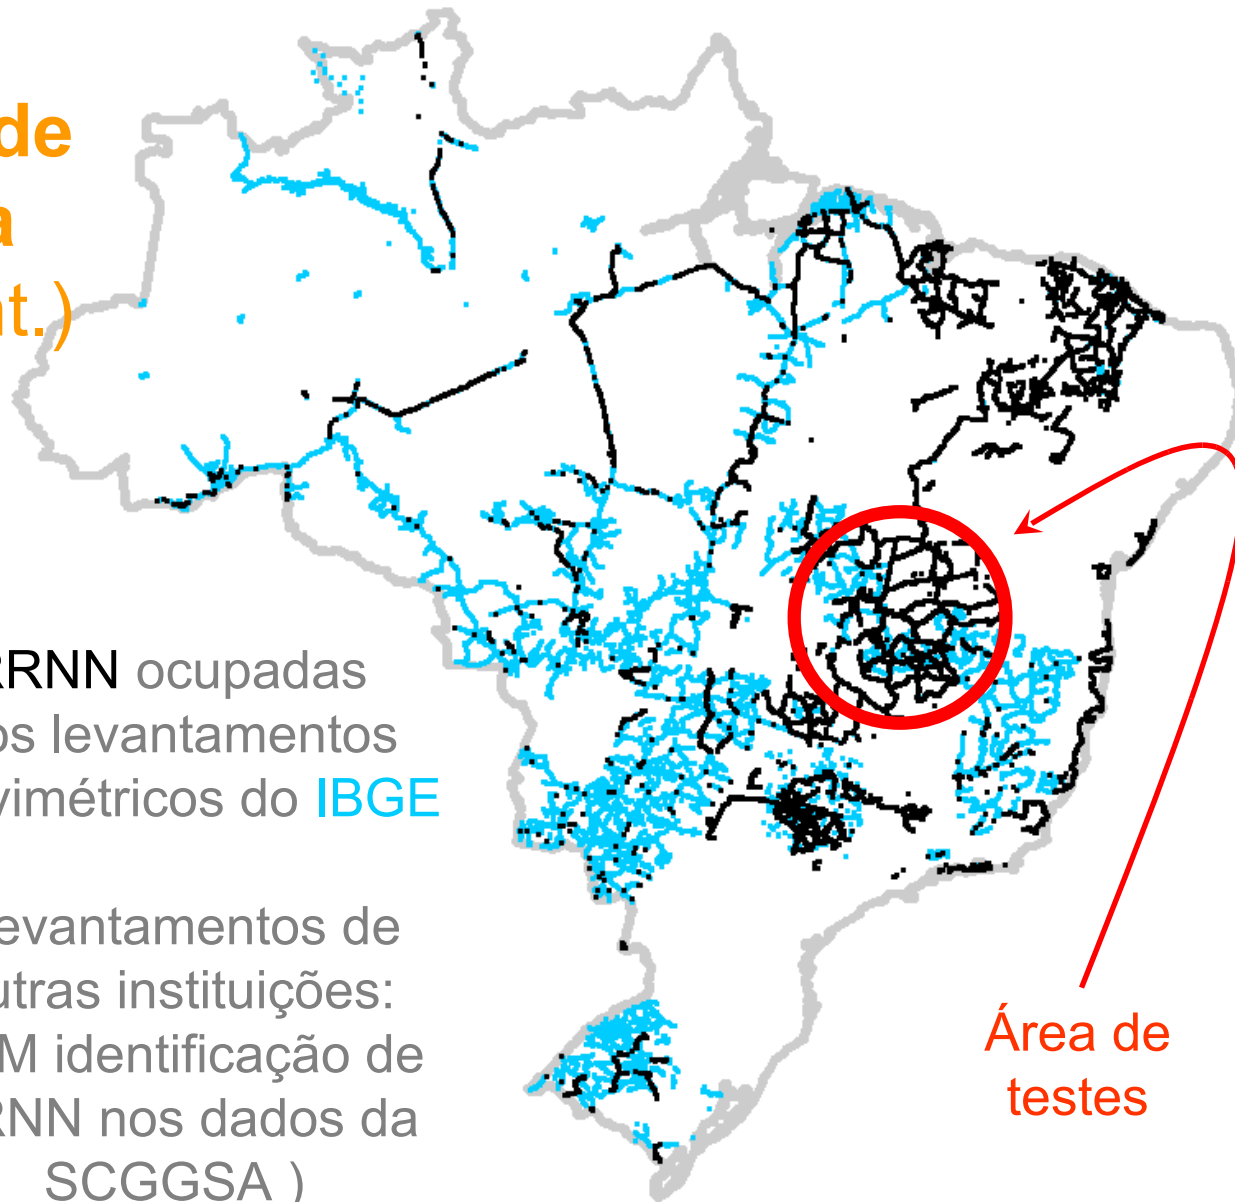 de
a
nt.)
RRNN ocupadas
os levantamentos
vimétricos do IBGE
evantamentos de
utras instituições:
M identificação de
RNN nos dados da
SCGGSA )
Área de
testes